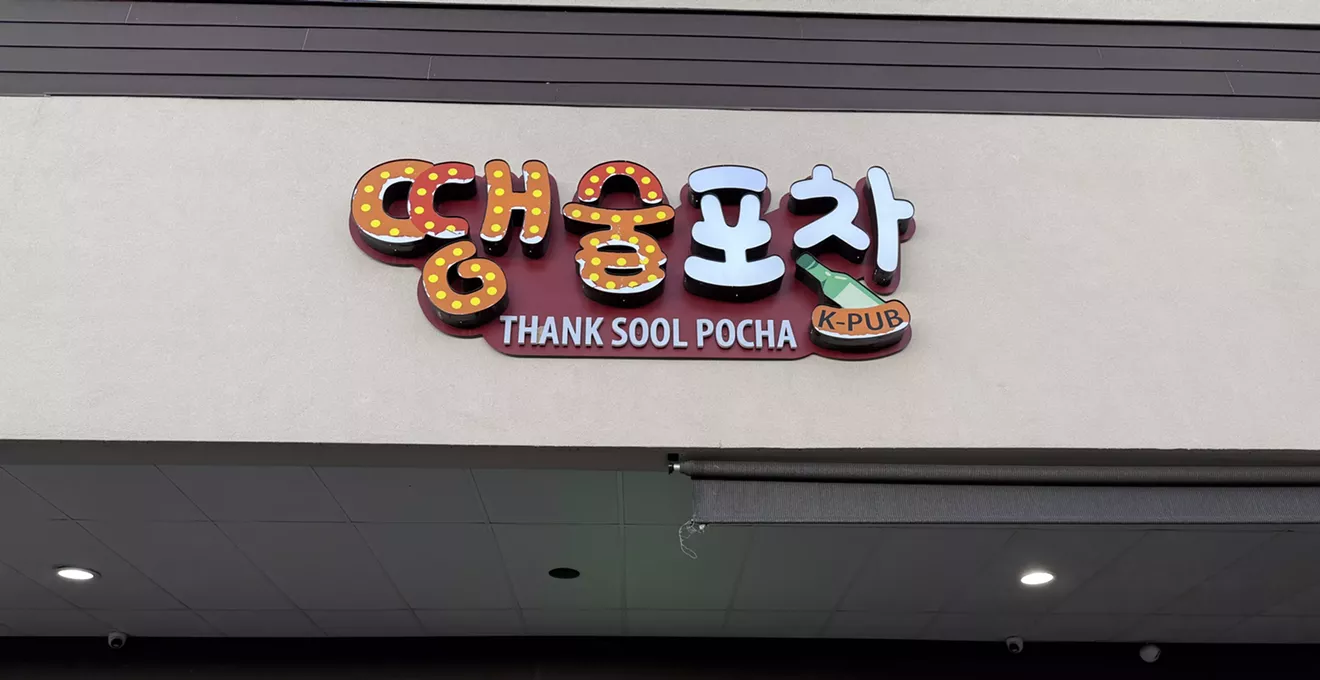 땡술포차
THANK SOOL POCHA
K-PUB